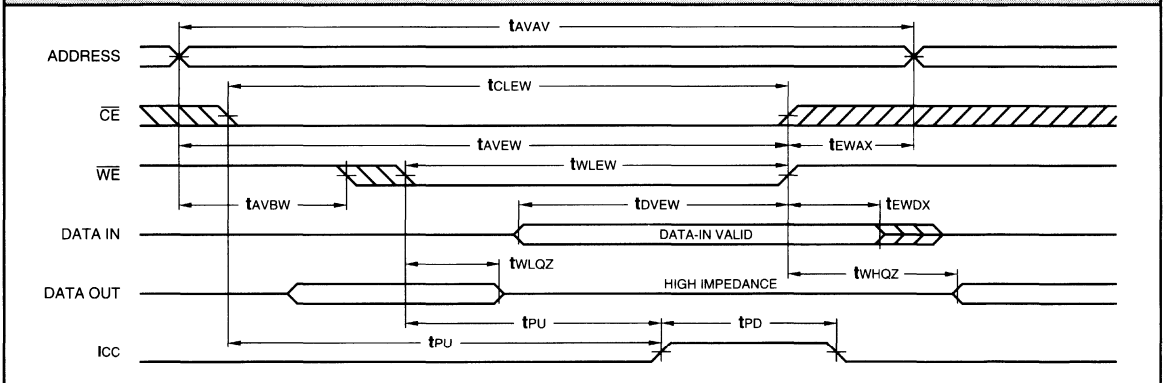 tAVAV
ADDRESS
tCLEW
CE
tAVEW
tEWAX
WE
tWLEW
tAVBW
tDVEW
tEWDX
DATA IN
DATA-IN VALID
tWLQZ
tWHQZ
DATA OUT
HIGH IMPEDANCE
tPU
tPD
tPU
ICC